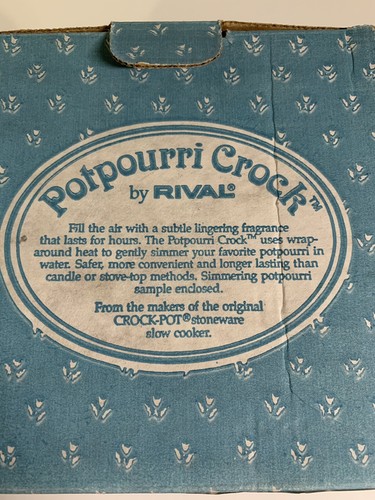 Potpourri Crock™
by RIVAL®
Fill the air with a subtle lingering fragrance
that lasts for hours. The Potpourri Crock™ uses wrap-
around heat to gently simmer your favorite potpourri in
water. Safer, more convenient and longer lasting than
candle or stove-top methods. Simmering potpourri
sample enclosed.
From the makers of the original
CROCK-POT® stoneware
slow cooker.